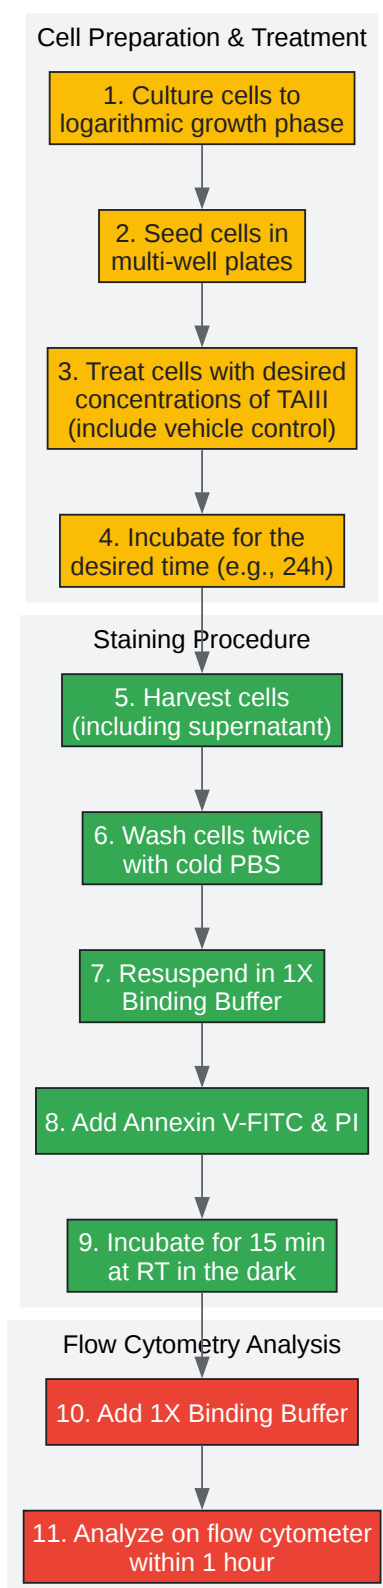 Cell Preparation & Treatment
1. Culture cells to
logarithmic growth phase
2. Seed cells in
multi-well plates
3. Treat cells with desired
concentrations of TAIII
(include vehicle control)
4. Incubate for the
desired time (e.g., 24h)
Staining Procedure
5. Harvest cells
(including supernatant)
6. Wash cells twice
with cold PBS
7. Resuspend in 1X
Binding Buffer
8. Add Annexin V-FITC & PI
9. Incubate for 15 min
at RT in the dark
Flow Cytometry Analysis
10. Add 1X Binding Buffer
11. Analyze on flow cytometer
within 1 hour